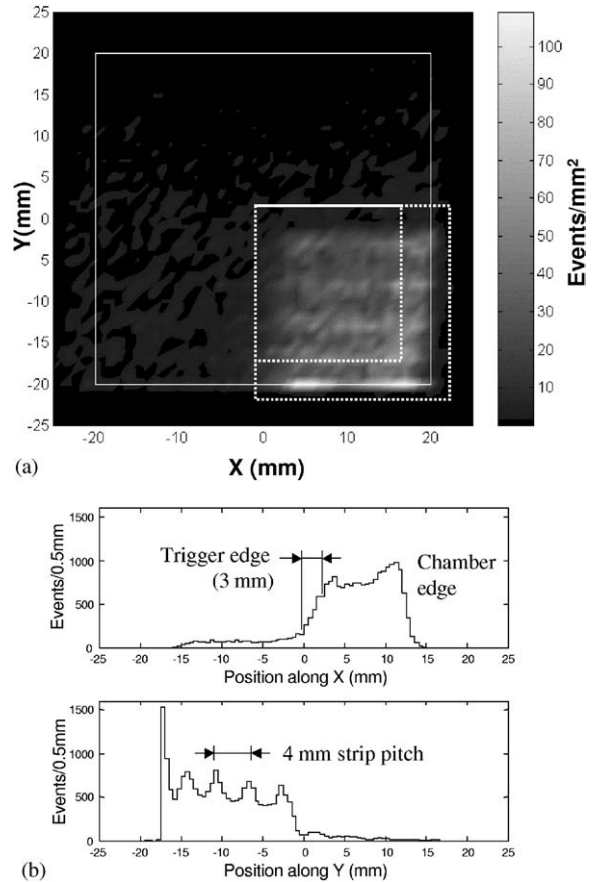 25
20
15
10
5
0
5
-10
-15
-20
-25
Y(mm)
-20
-10
0
10
20
X (mm)
100
90
80
70
60
50
40
30
20
10
Events/mm²
(a)
1500
1000
500
0
Events/0.5mm
Trigger edge
(3 mm)
Chamber
edge
-25 -20 -15 -10 -5 0 5 10 15 20 25
Position along X (mm)
1500
1000
500
0
Events/0.5mm
4 mm strip pitch
-25 -20 -15 -10 -5 0 5 10 15 20 25
Position along Y (mm)
(b)